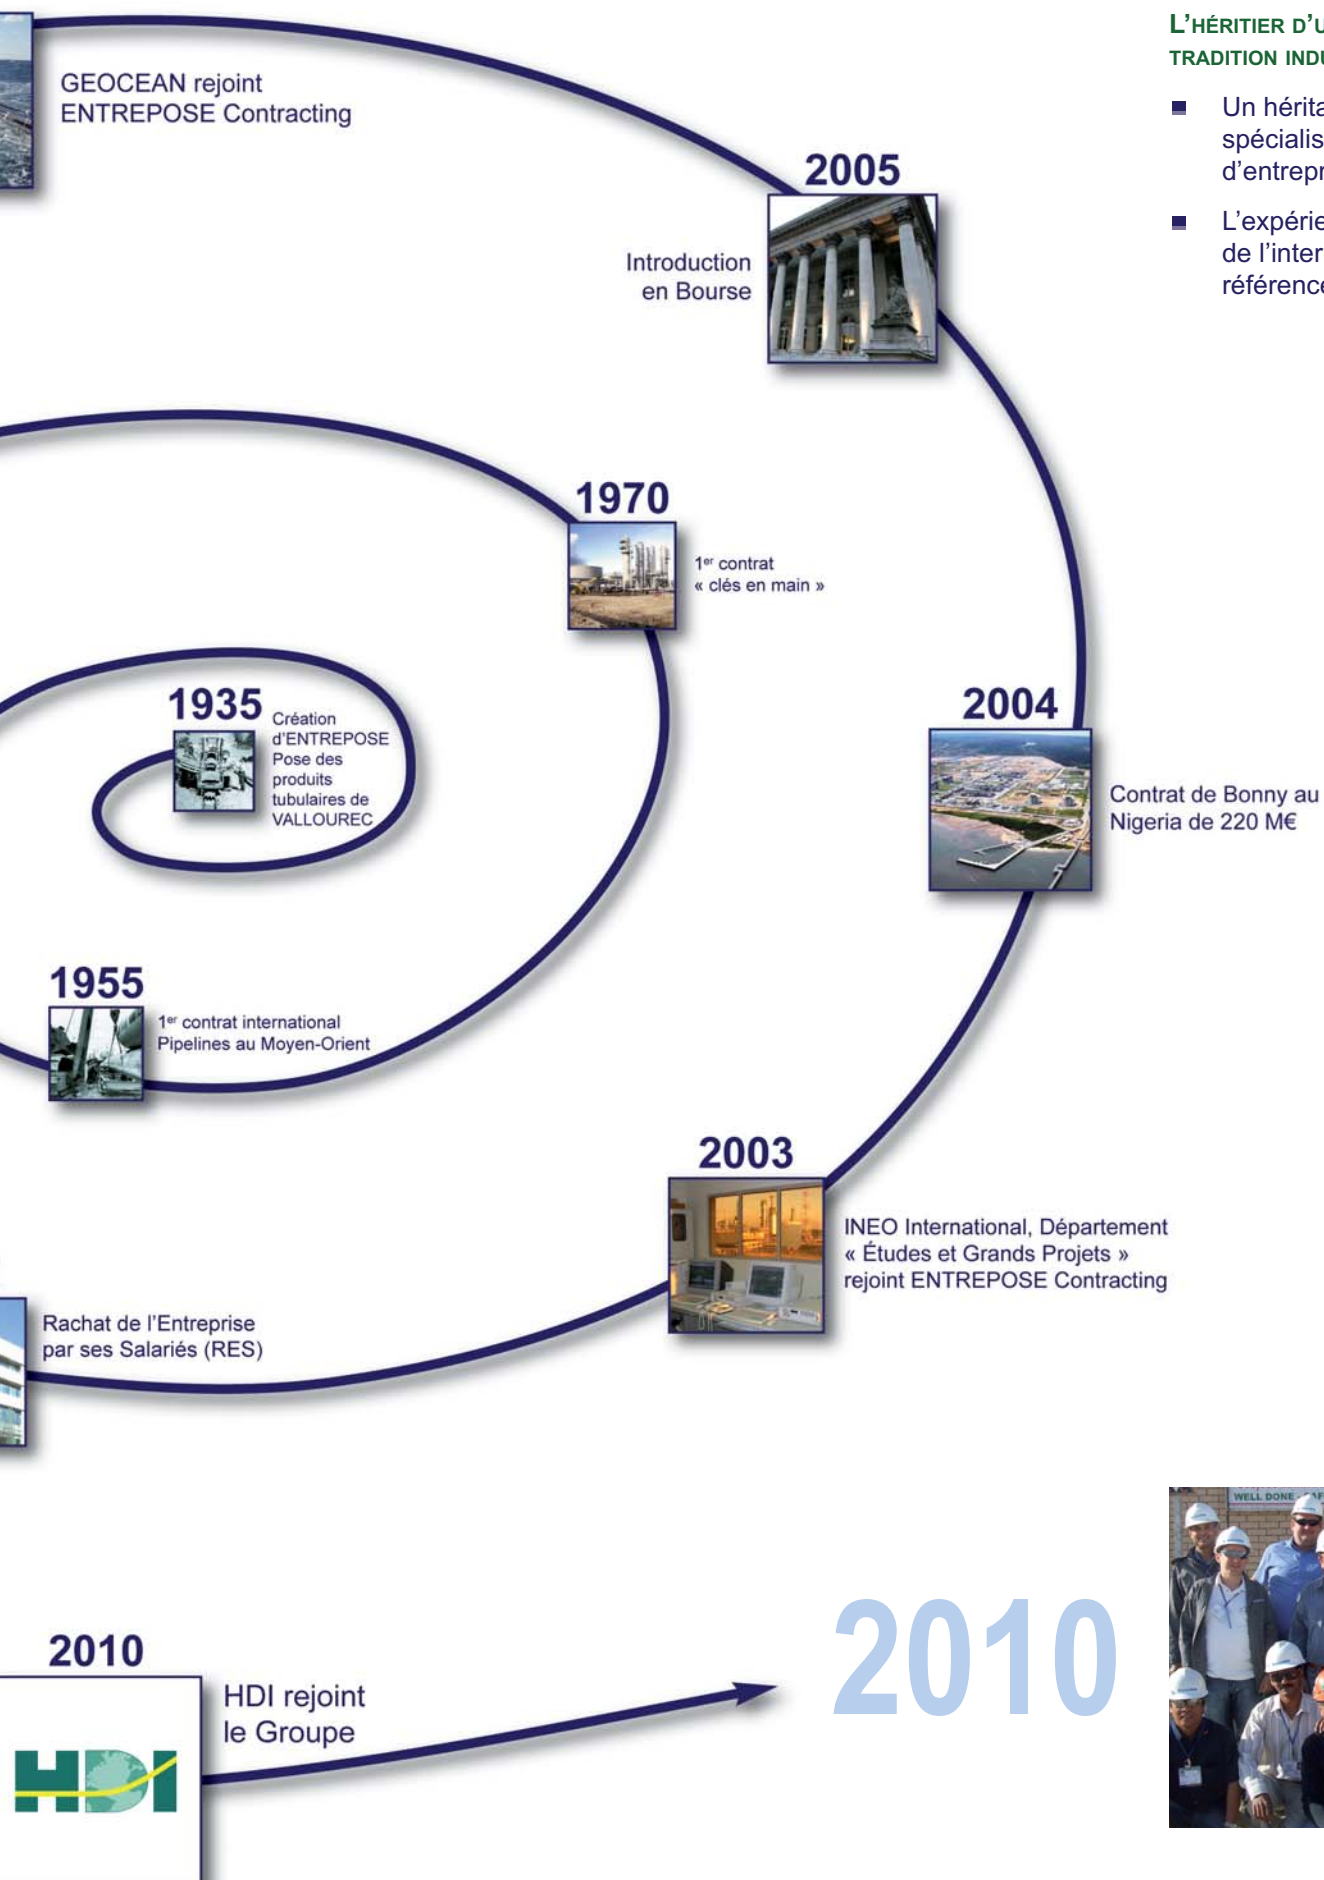 GEOCEAN rejoint
ENTREPOSE Contracting
2005
Introduction
en Bourse
1970
1er contrat
« clés en main »
1935
Création
d'ENTREPOSE
Pose des
produits
tubulaires de
VALLOUREC
2004
Contrat de Bonny au
Nigeria de 220 M€
1955
1er contrat international
Pipelines au Moyen-Orient
2003
INEO International, Département
« Études et Grands Projets »
rejoint ENTREPOSE Contracting
Rachat de l'Entreprise
par ses Salariés (RES)
2010
HDI rejoint
le Groupe
HDI
2010
L'HÉRITIER D'U
TRADITION INDU
Un hérita
spécialis
d'entrepr
L'expérie
de l'inter
référence
WELL DONE